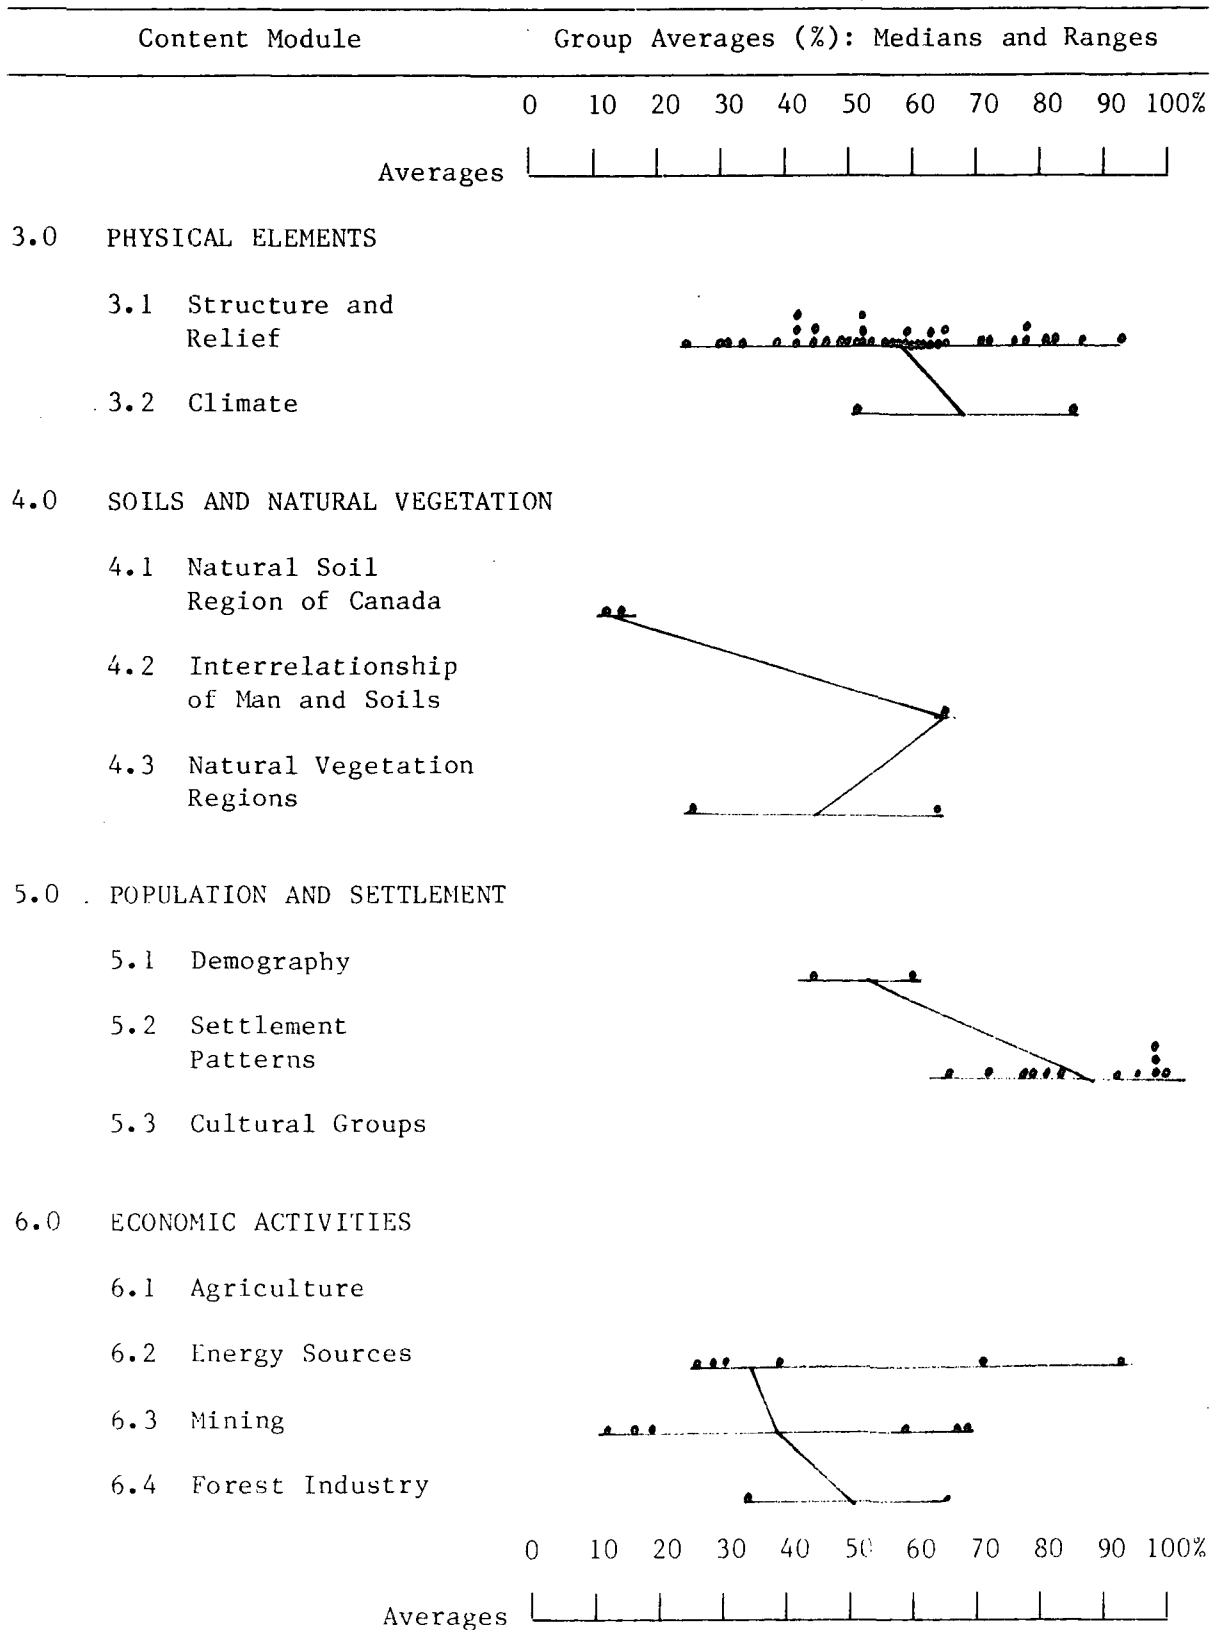 Content Module Group Averages (%): Medians and Ranges
0 10 20 30 40 50 60 70 80 90 100%
Averages
3.0 PHYSICAL ELEMENTS
3.1 Structure and
Relief
3.2 Climate
4.0 SOILS AND NATURAL VEGETATION
4.1 Natural Soil
Region of Canada
4.2 Interrelationship
of Man and Soils
4.3 Natural Vegetation
Regions
5.0 POPULATION AND SETTLEMENT
5.1 Demography
5.2 Settlement
Patterns
5.3 Cultural Groups
6.0 ECONOMIC ACTIVITIES
6.1 Agriculture
6.2 Energy Sources
6.3 Mining
6.4 Forest Industry
0 10 20 30 40 50 60 70 80 90 100%
Averages